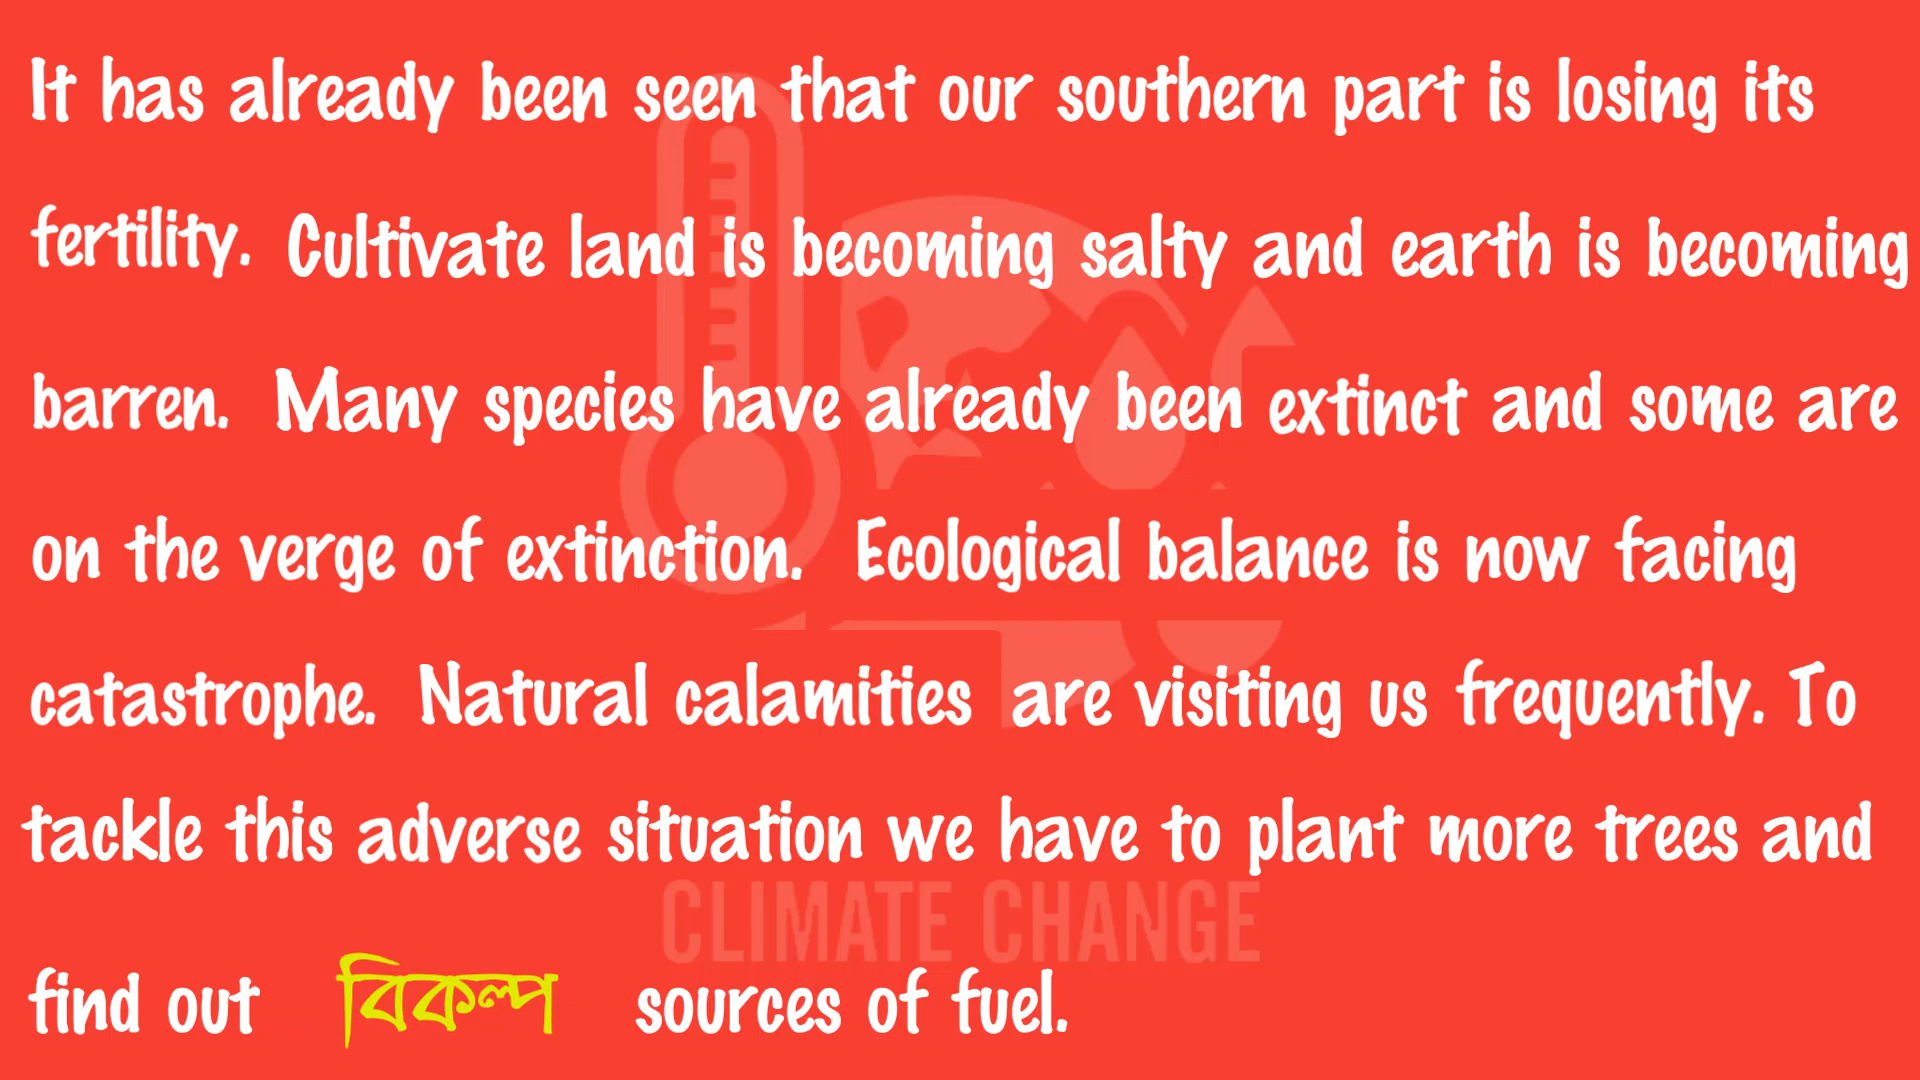 It has already been seen that our southern part is losing its
fertility. Cultivate land is becoming salty and earth is becoming
barren. Many species have already been extinct and some are
on the verge of extinction. Ecological balance is now facing
catastrophe. Natural calamities are visiting us frequently. To
tackle this adverse situation we have to plant more trees and
CLIMATE CHANGE
find out বিকল্প sources of fuel.